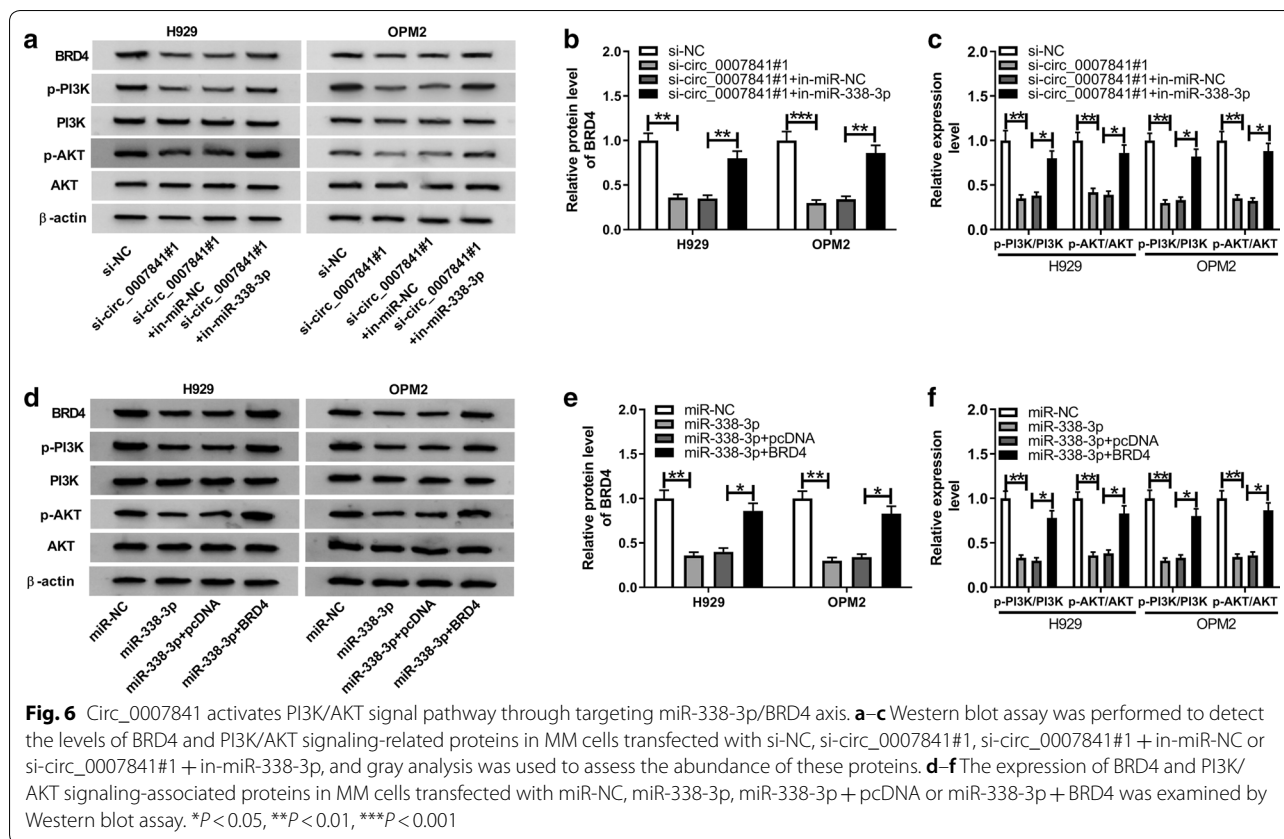 a
H929
OPM2
BRD4
p-PI3K
PI3K
p-AKT
AKT
β-actin
si-NC
si-circ_0007841#1
si-circ_0007841#1
+in-miR-NC
si-circ_0007841#1
+in-miR-338-3p
si-NC
si-circ_0007841#1
si-circ_0007841#1
+in-miR-NC
si-circ_0007841#1
+in-miR-338-3p
b
si-NC
si-circ_0007841#1
si-circ_0007841#1+in-miR-NC
si-circ_0007841#1+in-miR-338-3p
Relative protein level
of BRD4
2.0
1.5
1.0
0.5
0.0
** ** *** **
H929 OPM2
c
si-NC
si-circ_0007841#1
si-circ_0007841#1+in-miR-NC
si-circ_0007841#1+in-miR-338-3p
Relative expression
level
2.0
1.5
1.0
0.5
0.0
** * ** * ** * ** *
p-PI3K/PI3K p-AKT/AKT p-PI3K/PI3K p-AKT/AKT
H929 OPM2
d
H929
OPM2
BRD4
p-PI3K
PI3K
p-AKT
AKT
β-actin
miR-NC
miR-338-3p
miR-338-3p+pcDNA
miR-338-3p+BRD4
miR-NC
miR-338-3p
miR-338-3p+pcDNA
miR-338-3p+BRD4
e
miR-NC
miR-338-3p
miR-338-3p+pcDNA
miR-338-3p+BRD4
Relative protein level
of BRD4
2.0
1.5
1.0
0.5
0.0
** * ** *
H929 OPM2
f
miR-NC
miR-338-3p
miR-338-3p+pcDNA
miR-338-3p+BRD4
Relative expression
level
2.0
1.5
1.0
0.5
0.0
** * ** * ** * ** *
p-PI3K/PI3K p-AKT/AKT p-PI3K/PI3K p-AKT/AKT
H929 OPM2
Fig. 6 Circ_0007841 activates PI3K/AKT signal pathway through targeting miR-338-3p/BRD4 axis. a–c Western blot assay was performed to detect
the levels of BRD4 and PI3K/AKT signaling-related proteins in MM cells transfected with si-NC, si-circ_0007841#1, si-circ_0007841#1 + in-miR-NC or
si-circ_0007841#1 + in-miR-338-3p, and gray analysis was used to assess the abundance of these proteins. d–f The expression of BRD4 and PI3K/
AKT signaling-associated proteins in MM cells transfected with miR-NC, miR-338-3p, miR-338-3p + pcDNA or miR-338-3p + BRD4 was examined by
Western blot assay. *P < 0.05, **P < 0.01, ***P < 0.001